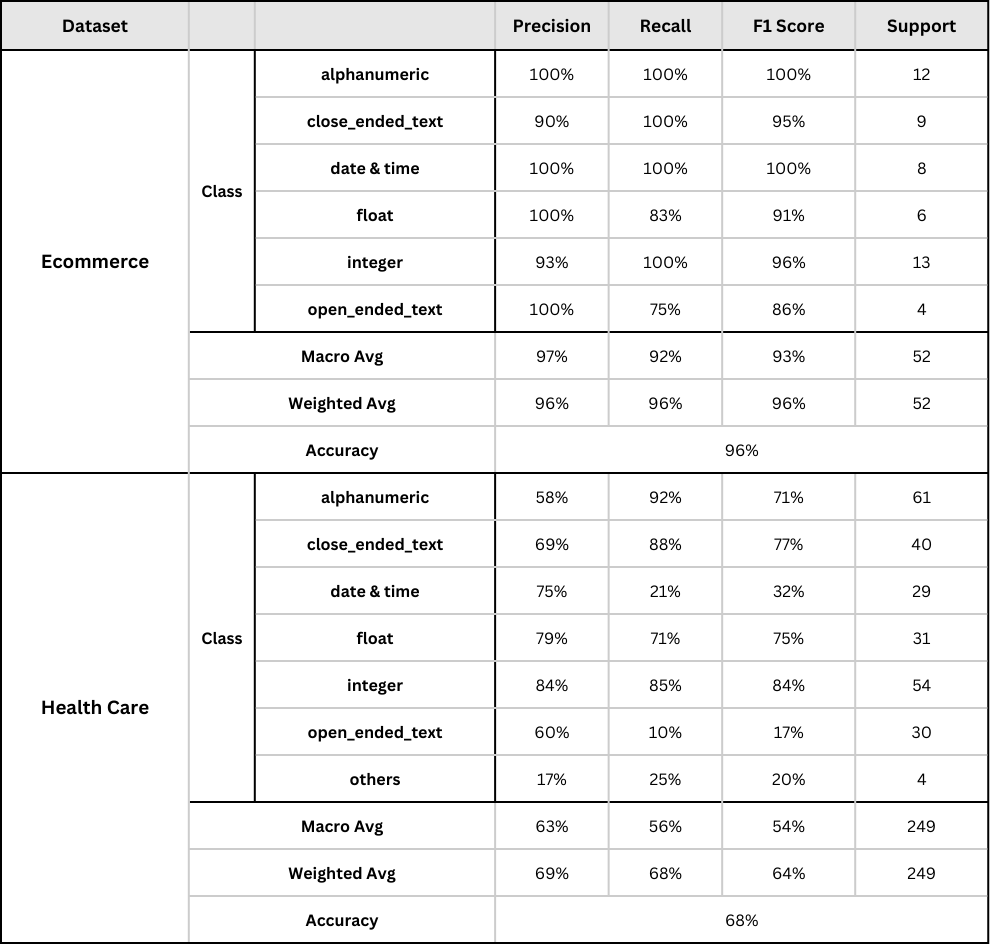 Dataset Precision Recall F1 Score Support
Ecommerce
Class
alphanumeric 100% 100% 100% 12
close_ended_text 90% 100% 95% 9
date & time 100% 100% 100% 8
float 100% 83% 91% 6
integer 93% 100% 96% 13
open_ended_text 100% 75% 86% 4
Macro Avg 97% 92% 93% 52
Weighted Avg 96% 96% 96% 52
Accuracy 96%
Health Care
Class
alphanumeric 58% 92% 71% 61
close_ended_text 69% 88% 77% 40
date & time 75% 21% 32% 29
float 79% 71% 75% 31
integer 84% 85% 84% 54
open_ended_text 60% 10% 17% 30
others 17% 25% 20% 4
Macro Avg 63% 56% 54% 249
Weighted Avg 69% 68% 64% 249
Accuracy 68%